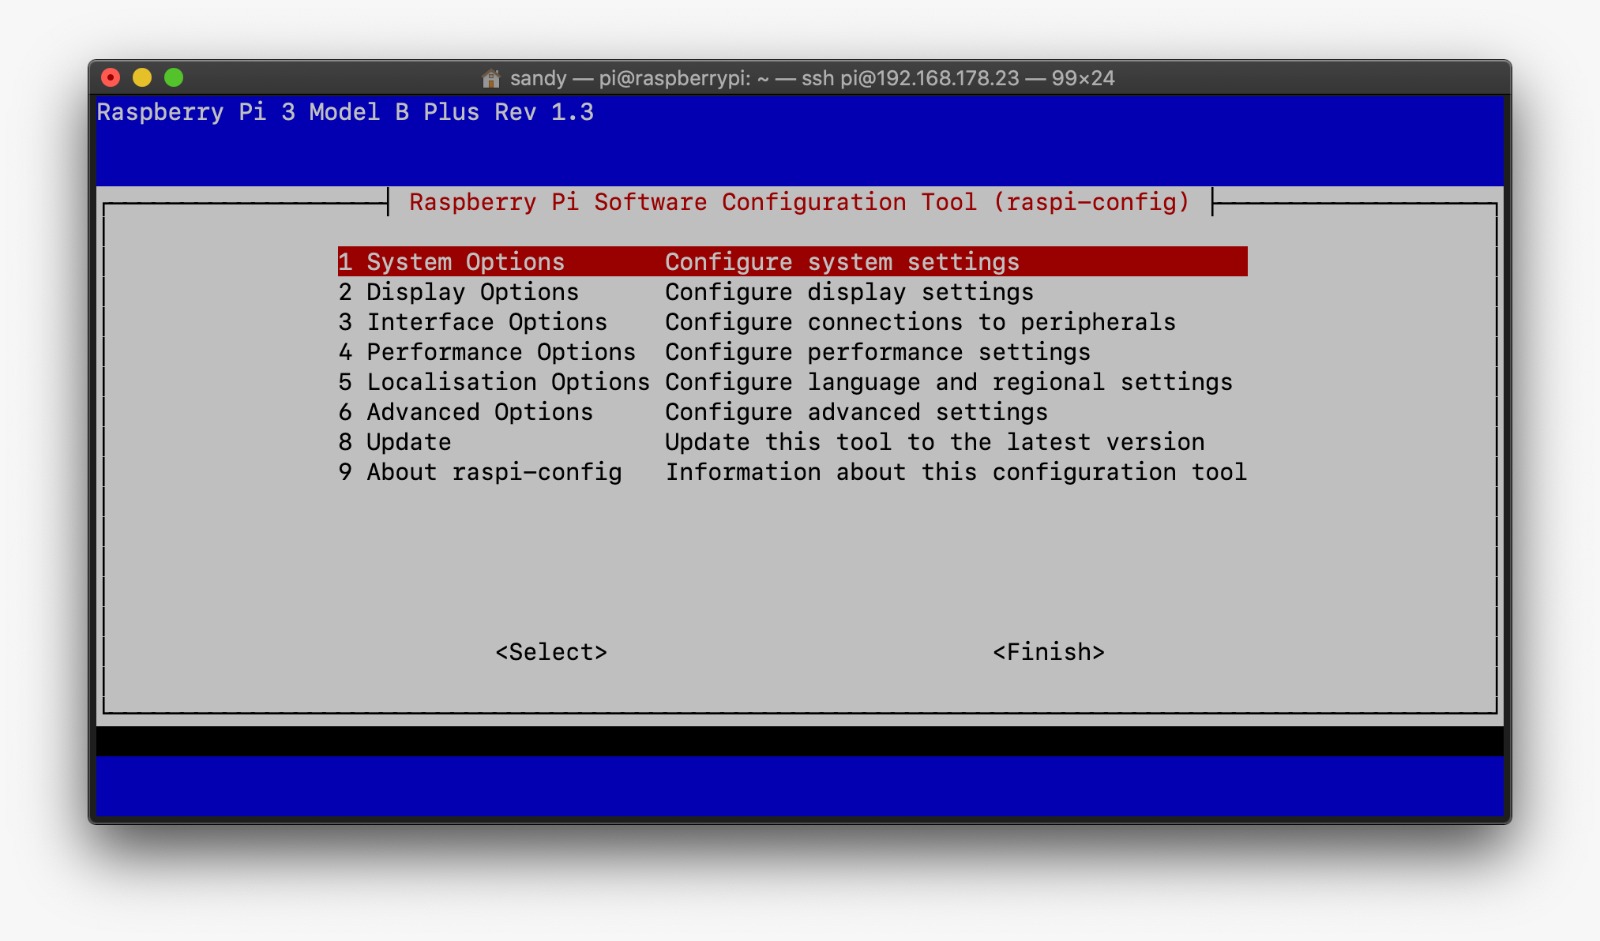 sandy — pi@raspberrypi: ~ — ssh pi@192.168.178.23 — 99×24
Raspberry Pi 3 Model B Plus Rev 1.3
Raspberry Pi Software Configuration Tool (raspi-config)
1 System Options Configure system settings
2 Display Options Configure display settings
3 Interface Options Configure connections to peripherals
4 Performance Options Configure performance settings
5 Localisation Options Configure language and regional settings
6 Advanced Options Configure advanced settings
8 Update Update this tool to the latest version
9 About raspi-config Information about this configuration tool
<Select> <Finish>